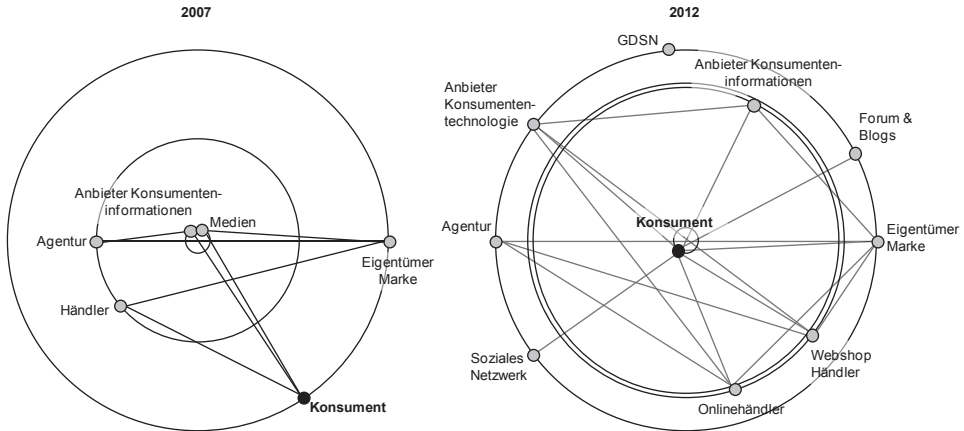 2007
Anbieter Konsumenten-
informationen
Medien
Agentur
Eigentümer
Marke
Händler
Konsument
2012
GDSN
Anbieter Konsumenten-
informationen
Anbieter
Konsumenten-
technologie
Forum &
Blogs
Konsument
Agentur
Eigentümer
Marke
Soziales
Netzwerk
Webshop
Händler
Onlinehändler